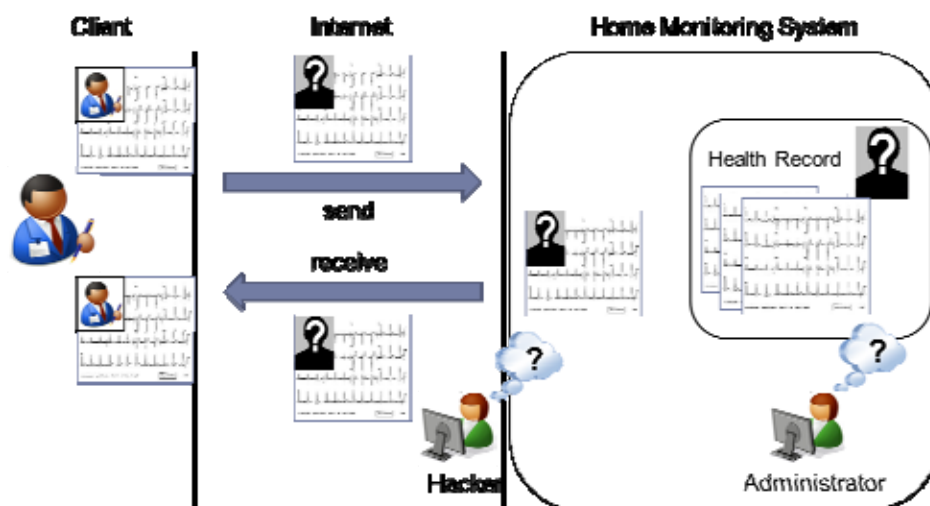 Client
Internet
Home Monitoring System
?
?
Health Record
send
?
receive
?
?
?
Hacker
Administrator